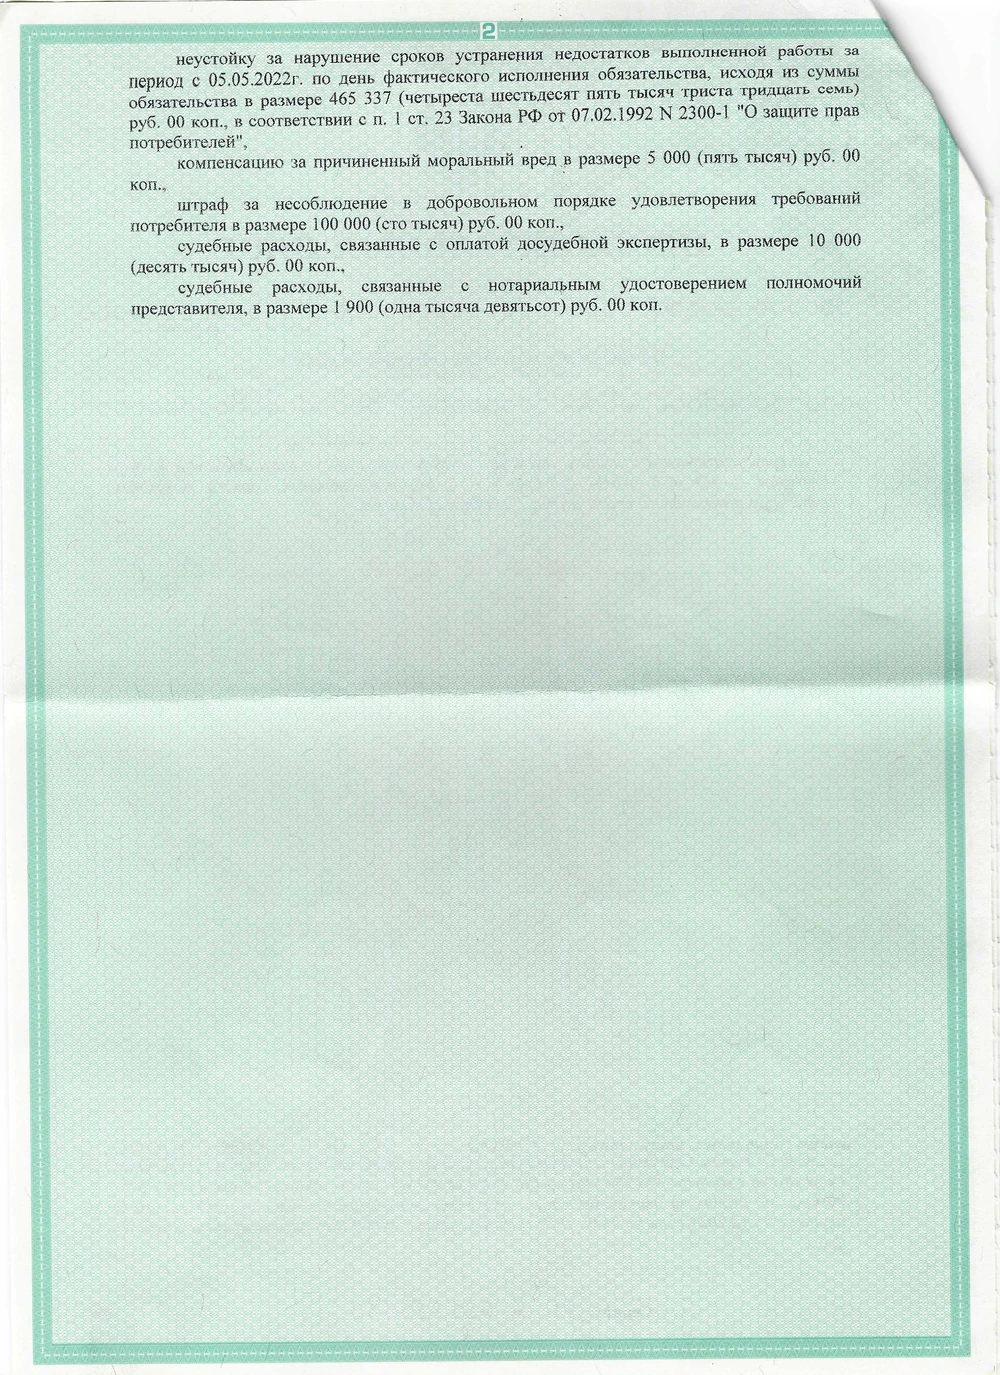 2
неустойку за нарушение сроков устранения недостатков выполненной работы за
период с 05.05.2022г. по день фактического исполнения обязательства, исходя из суммы
обязательства в размере 465 337 (четыреста шестьдесят пять тысяч триста тридцать семь)
руб. 00 коп., в соответствии с п. 1 ст. 23 Закона РФ от 07.02.1992 N 2300-1 "О защите прав
потребителей",
компенсацию за причиненный моральный вред в размере 5 000 (пять тысяч) руб. 00
коп.,
штраф за несоблюдение в добровольном порядке удовлетворения требований
потребителя в размере 100 000 (сто тысяч) руб. 00 коп.,
судебные расходы, связанные с оплатой досудебной экспертизы, в размере 10 000
(десять тысяч) руб. 00 коп.,
судебные расходы, связанные с нотариальным удостоверением полномочий
представителя, в размере 1 900 (одна тысяча девятьсот) руб. 00 коп.